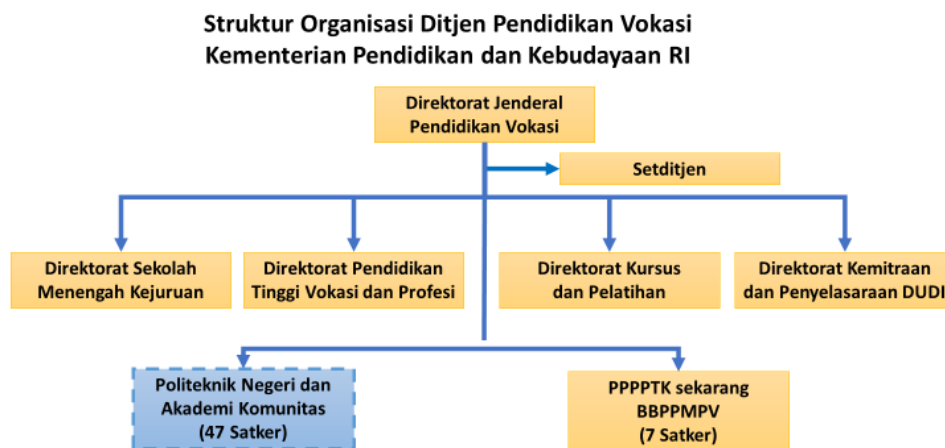 Struktur Organisasi Ditjen Pendidikan Vokasi
Kementerian Pendidikan dan Kebudayaan RI
Direktorat Jenderal
Pendidikan Vokasi
Setditjen
Direktorat Sekolah
Menengah Kejuruan
Direktorat Pendidikan
Tinggi Vokasi dan Profesi
Direktorat Kursus
dan Pelatihan
Direktorat Kemitraan
dan Penyelasaraan DUDI
Politeknik Negeri dan
Akademi Komunitas
(47 Satker)
PPPPTK sekarang
BBPPMPV
(7 Satker)